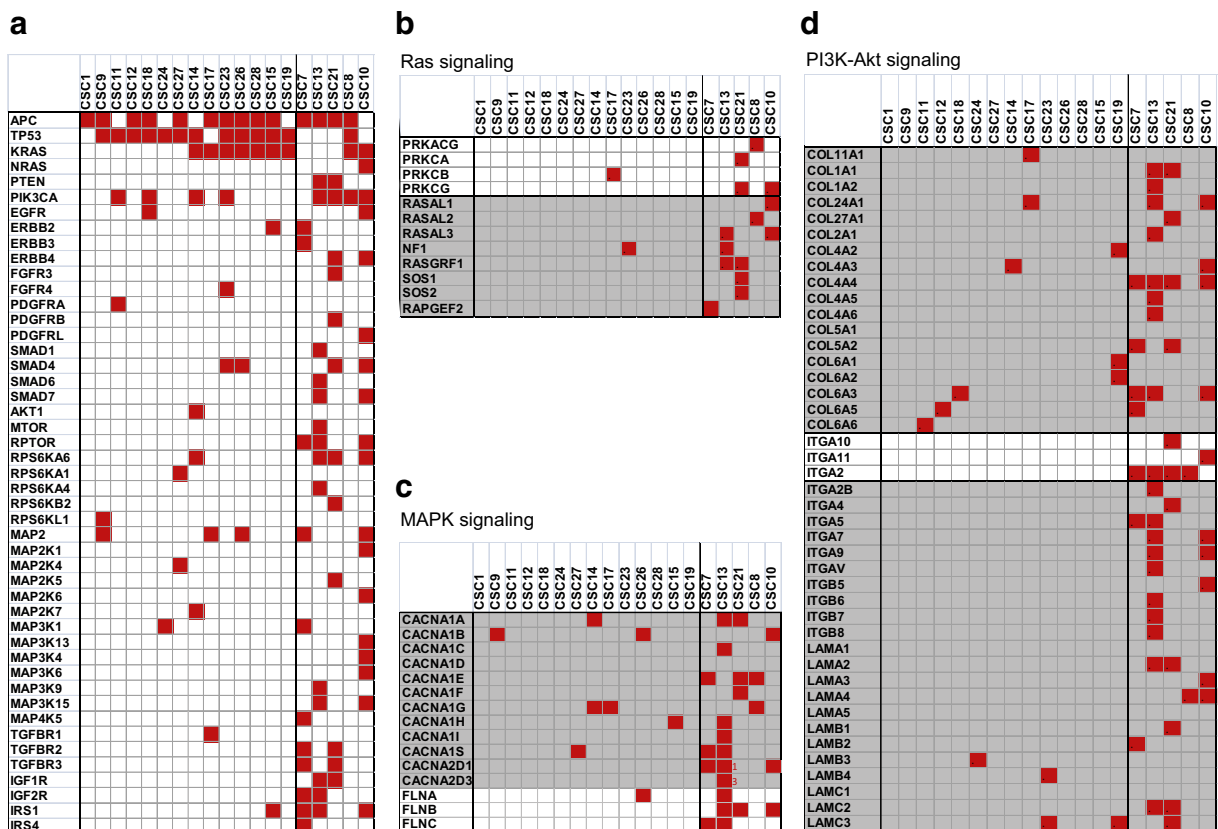 a
CSC1 CSC9 CSC11 CSC12 CSC18 CSC24 CSC27 CSC14 CSC17 CSC23 CSC26 CSC28 CSC15 CSC19 CSC7 CSC13 CSC21 CSC8 CSC10
APC
TP53
KRAS
NRAS
PTEN
PIK3CA
EGFR
ERBB2
ERBB3
ERBB4
FGFR3
FGFR4
PDGFRA
PDGFRB
PDGFRL
SMAD1
SMAD4
SMAD6
SMAD7
AKT1
MTOR
RPTOR
RPS6KA6
RPS6KA1
RPS6KA4
RPS6KB2
RPS6KL1
MAP2
MAP2K1
MAP2K4
MAP2K5
MAP2K6
MAP2K7
MAP3K1
MAP3K13
MAP3K4
MAP3K6
MAP3K9
MAP3K15
MAP4K5
TGFBR1
TGFBR2
TGFBR3
IGF1R
IGF2R
IRS1
IRS4
b
Ras signaling
CSC1 CSC9 CSC11 CSC12 CSC18 CSC24 CSC27 CSC14 CSC17 CSC23 CSC26 CSC28 CSC15 CSC19 CSC7 CSC13 CSC21 CSC8 CSC10
PRKACG
PRKCA
PRKCB
PRKCG
RASAL1
RASAL2
RASAL3
NF1
RASGRF1
SOS1
SOS2
RAPGEF2
c
MAPK signaling
CSC1 CSC9 CSC11 CSC12 CSC18 CSC24 CSC27 CSC14 CSC17 CSC23 CSC26 CSC28 CSC15 CSC19 CSC7 CSC13 CSC21 CSC8 CSC10
CACNA1A
CACNA1B
CACNA1C
CACNA1D
CACNA1E
CACNA1F
CACNA1G
CACNA1H
CACNA1I
CACNA1S
CACNA2D1 1
CACNA2D3 3
FLNA
FLNB
FLNC
d
PI3K-Akt signaling
CSC1 CSC9 CSC11 CSC12 CSC18 CSC24 CSC27 CSC14 CSC17 CSC23 CSC26 CSC28 CSC15 CSC19 CSC7 CSC13 CSC21 CSC8 CSC10
COL11A1
COL1A1
COL1A2
COL24A1
COL27A1
COL2A1
COL4A2
COL4A3
COL4A4
COL4A5
COL4A6
COL5A1
COL5A2
COL6A1
COL6A2
COL6A3
COL6A5
COL6A6
ITGA10
ITGA11
ITGA2
ITGA2B
ITGA4
ITGA5
ITGA7
ITGA9
ITGAV
ITGB5
ITGB6
ITGB7
ITGB8
LAMA1
LAMA2
LAMA3
LAMA4
LAMA5
LAMB1
LAMB2
LAMB3
LAMB4
LAMC1
LAMC2
LAMC3